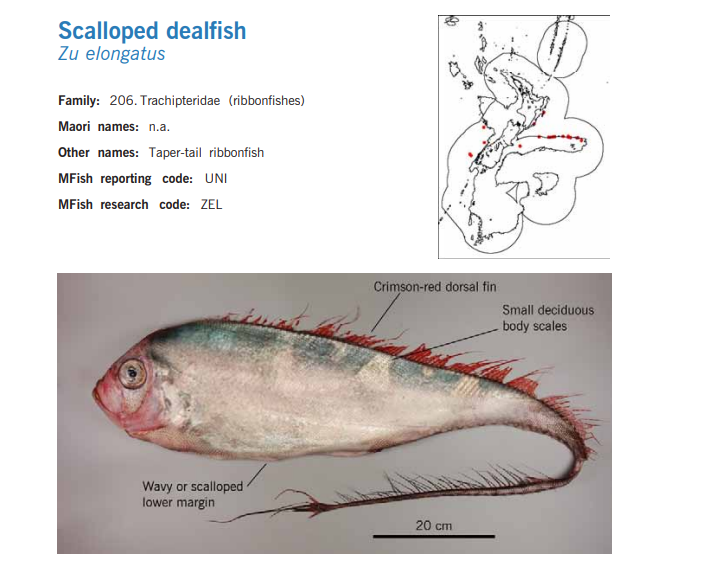 Scalloped dealfish
Zu elongatus
Family: 206. Trachipteridae (ribbonfishes)
Maori names: n.a.
Other names: Taper-tail ribbonfish
MFish reporting code: UNI
MFish research code: ZEL
Crimson-red dorsal fin
Small deciduous
body scales
Wavy or scalloped
lower margin
20 cm